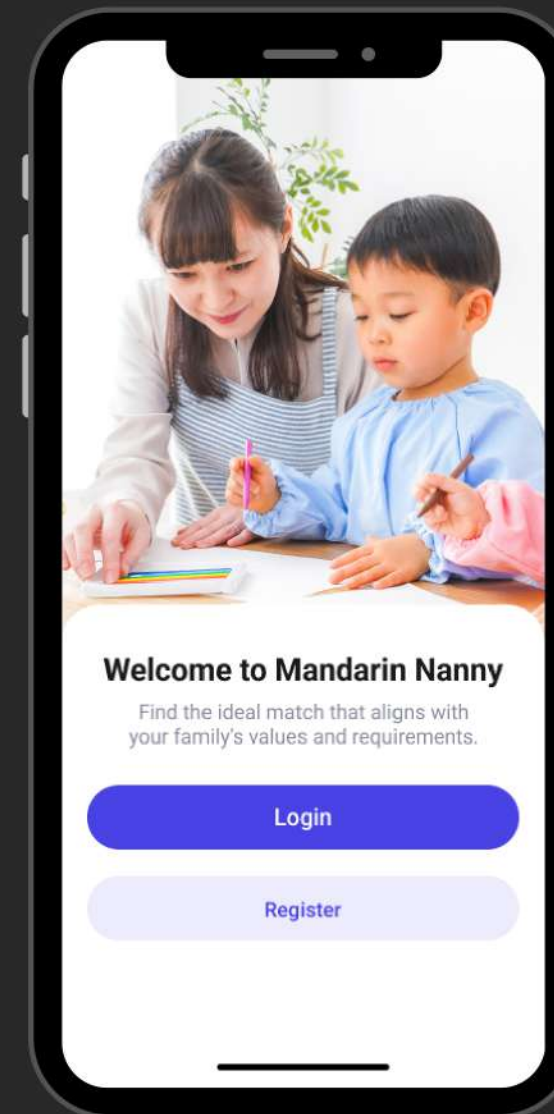 Welcome to Mandarin Nanny
Find the ideal match that aligns with
your family's values and requirements.
Login
Register